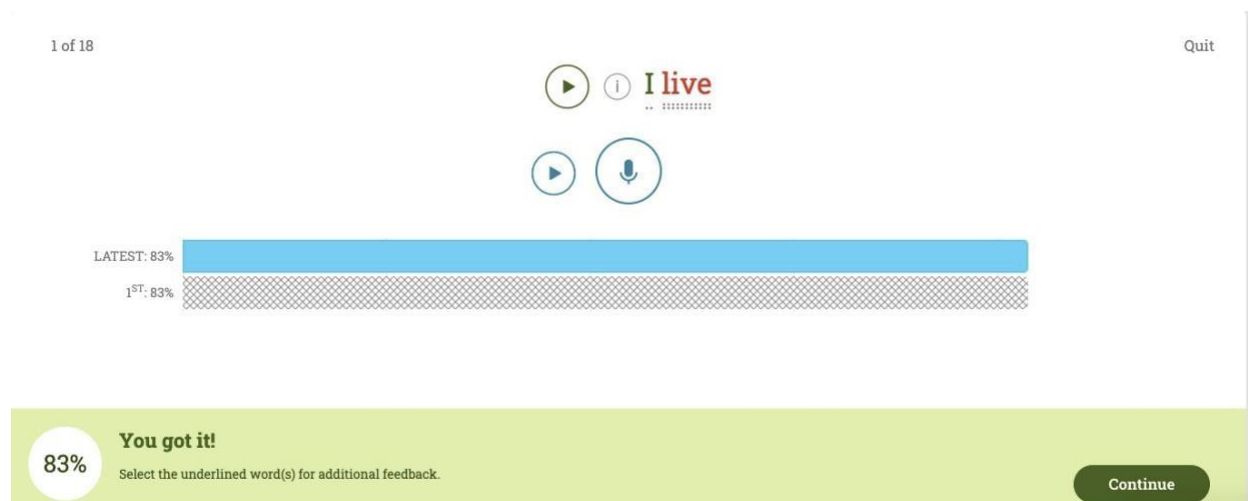 1 of 18
Quit
I live
LATEST: 83%
1ST: 83%
83%
You got it!
Select the underlined word(s) for additional feedback.
Continue